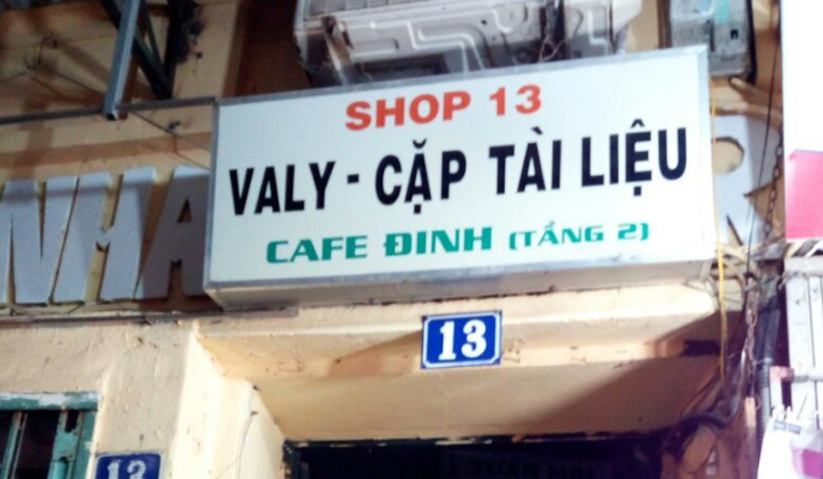 SHOP 13
VALY - CẶP TÀI LIỆU
CAFE ĐINH (TẦNG 2)
NHA
R
13
13